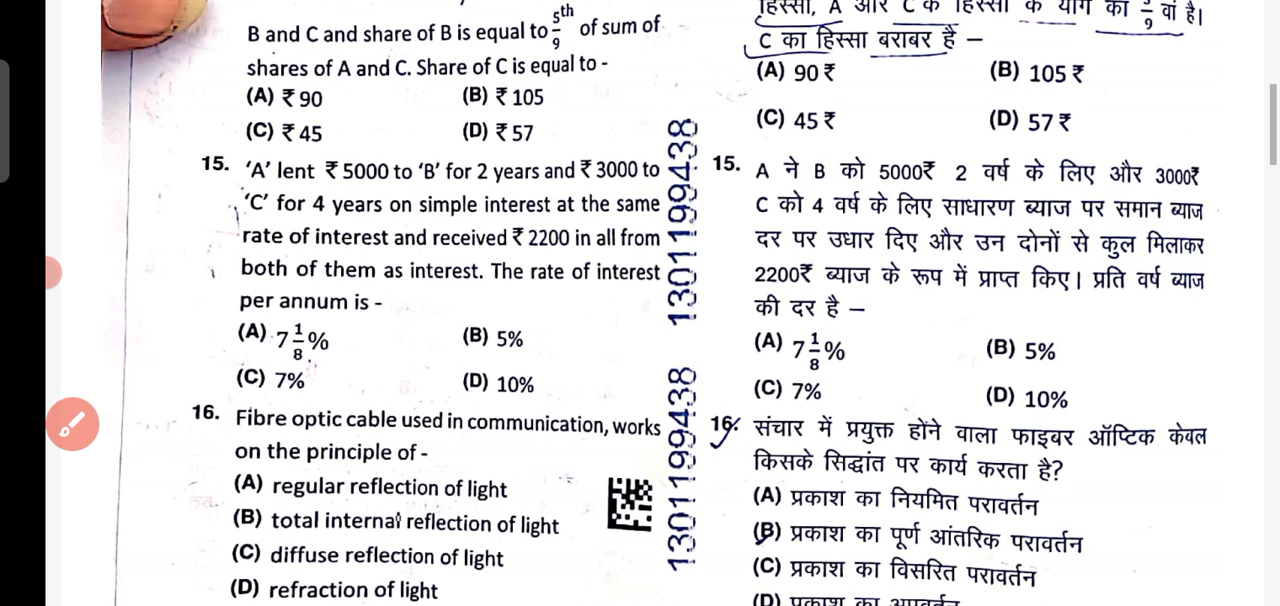 B and C and share of B is equal to 5th/9 of sum of
shares of A and C. Share of C is equal to -
(A) ₹ 90 (B) ₹ 105
(C) ₹ 45 (D) ₹ 57
15. 'A' lent ₹ 5000 to 'B' for 2 years and ₹ 3000 to
'C' for 4 years on simple interest at the same
rate of interest and received ₹ 2200 in all from
both of them as interest. The rate of interest
per annum is -
(A) 7 1/8% (B) 5%
(C) 7% (D) 10%
16. Fibre optic cable used in communication, works
on the principle of -
(A) regular reflection of light
(B) total internal reflection of light
(C) diffuse reflection of light
(D) refraction of light
1301199438 1301199438
हिस्सा, A और C के हिस्सों के योग का 5/9 वां है।
C का हिस्सा बराबर है –
(A) 90 ₹ (B) 105 ₹
(C) 45 ₹ (D) 57 ₹
15. A ने B को 5000₹ 2 वर्ष के लिए और 3000₹
C को 4 वर्ष के लिए साधारण ब्याज पर समान ब्याज
दर पर उधार दिए और उन दोनों से कुल मिलाकर
2200₹ ब्याज के रूप में प्राप्त किए। प्रति वर्ष ब्याज
की दर है –
(A) 7 1/8% (B) 5%
(C) 7% (D) 10%
16. संचार में प्रयुक्त होंने वाला फाइबर ऑप्टिक केबल
किसके सिद्धांत पर कार्य करता है?
(A) प्रकाश का नियमित परावर्तन
(B) प्रकाश का पूर्ण आंतरिक परावर्तन
(C) प्रकाश का विसरित परावर्तन
(D) प्रकाश का अपवर्तन